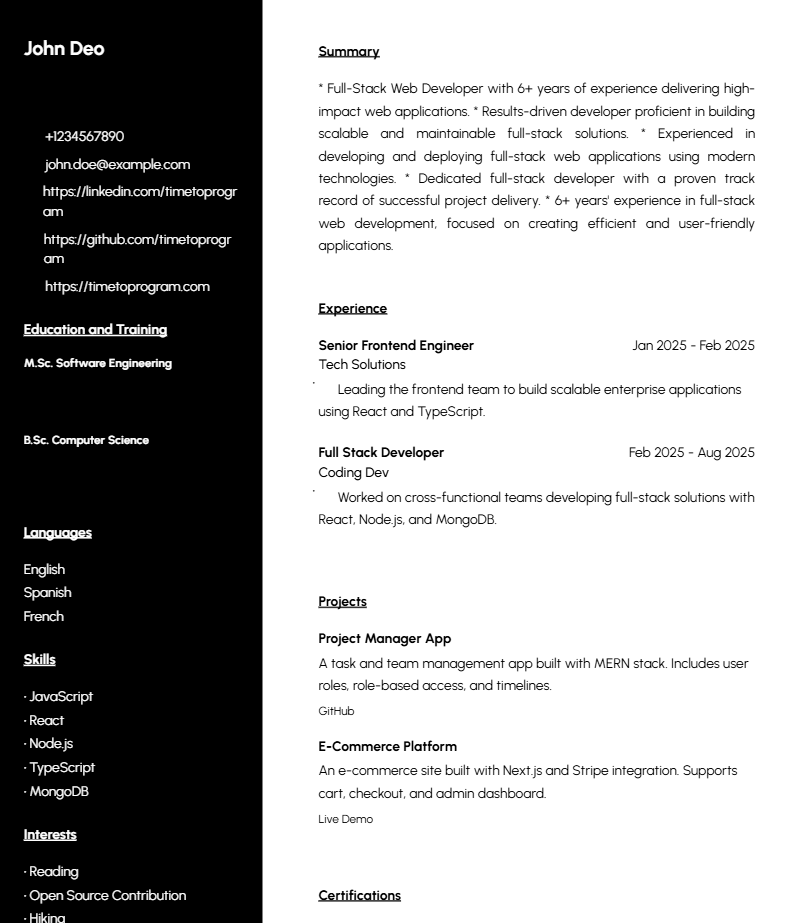 John Deo
+1234567890
john.doe@example.com
https://linkedin.com/timetoprogr
am
https://github.com/timetoprogr
am
https://timetoprogram.com
Education and Training
M.Sc. Software Engineering
B.Sc. Computer Science
Languages
English
Spanish
French
Skills
· JavaScript
· React
· Node.js
· TypeScript
· MongoDB
Interests
· Reading
· Open Source Contribution
· Hiking
Summary
* Full-Stack Web Developer with 6+ years of experience delivering high-
impact web applications. * Results-driven developer proficient in building
scalable and maintainable full-stack solutions. * Experienced in
developing and deploying full-stack web applications using modern
technologies. * Dedicated full-stack developer with a proven track
record of successful project delivery. * 6+ years' experience in full-stack
web development, focused on creating efficient and user-friendly
applications.
Experience
Senior Frontend Engineer Jan 2025 - Feb 2025
Tech Solutions
· Leading the frontend team to build scalable enterprise applications
using React and TypeScript.
Full Stack Developer Feb 2025 - Aug 2025
Coding Dev
· Worked on cross-functional teams developing full-stack solutions with
React, Node.js, and MongoDB.
Projects
Project Manager App
A task and team management app built with MERN stack. Includes user
roles, role-based access, and timelines.
GitHub
E-Commerce Platform
An e-commerce site built with Next.js and Stripe integration. Supports
cart, checkout, and admin dashboard.
Live Demo
Certifications